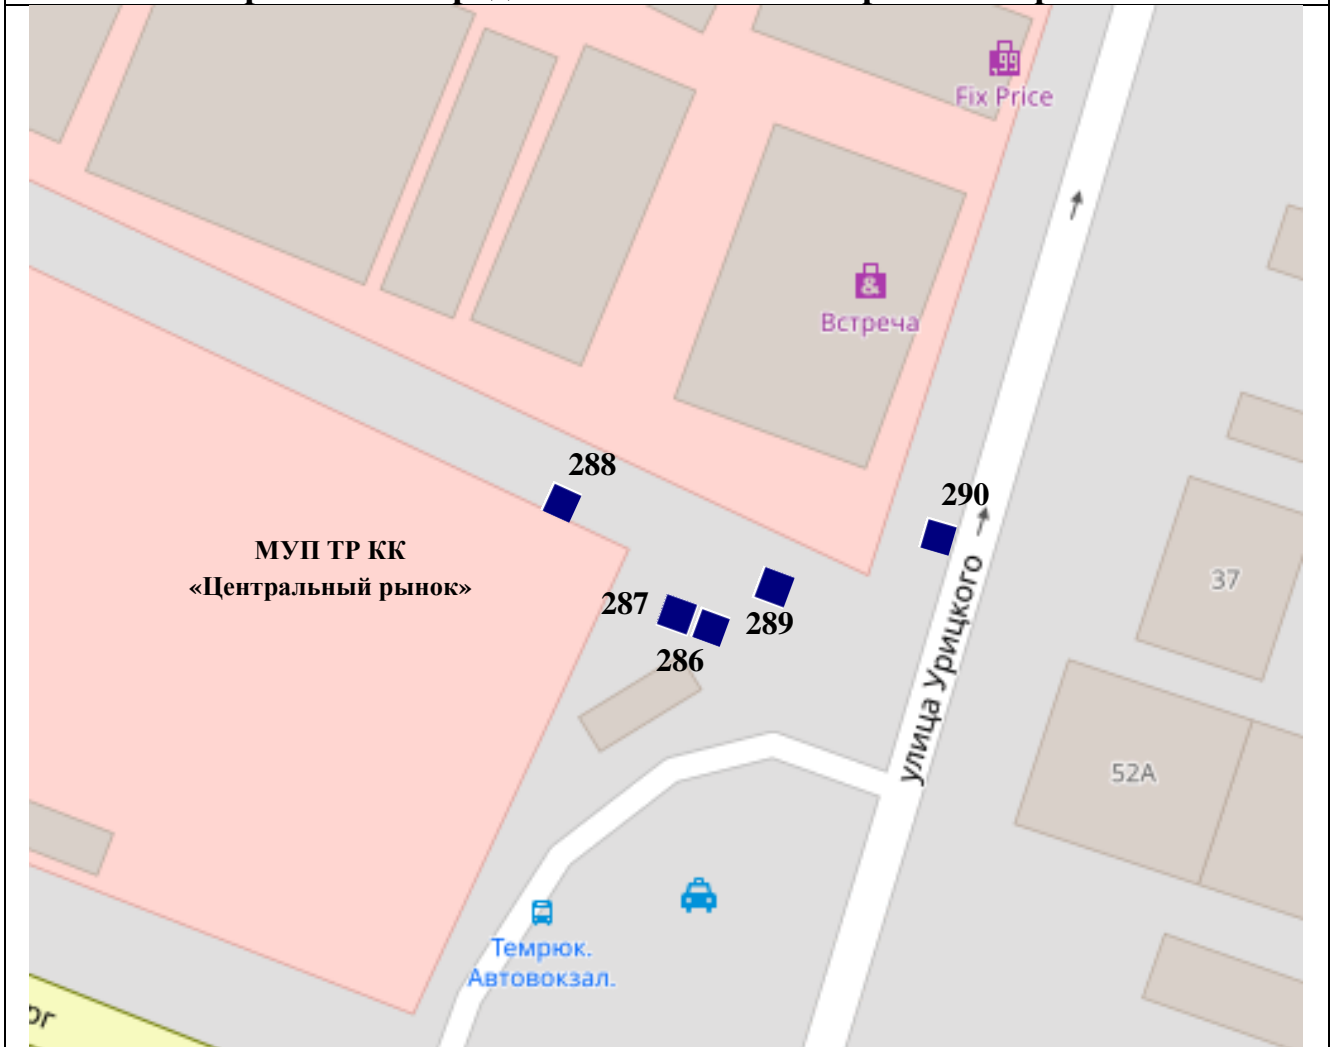 Fix Price
Встреча
288
290
МУП ТР КК
«Центральный рынок»
37
287
289
286
улица Урицкого
52А
Темрюк.
Автовокзал.
рг